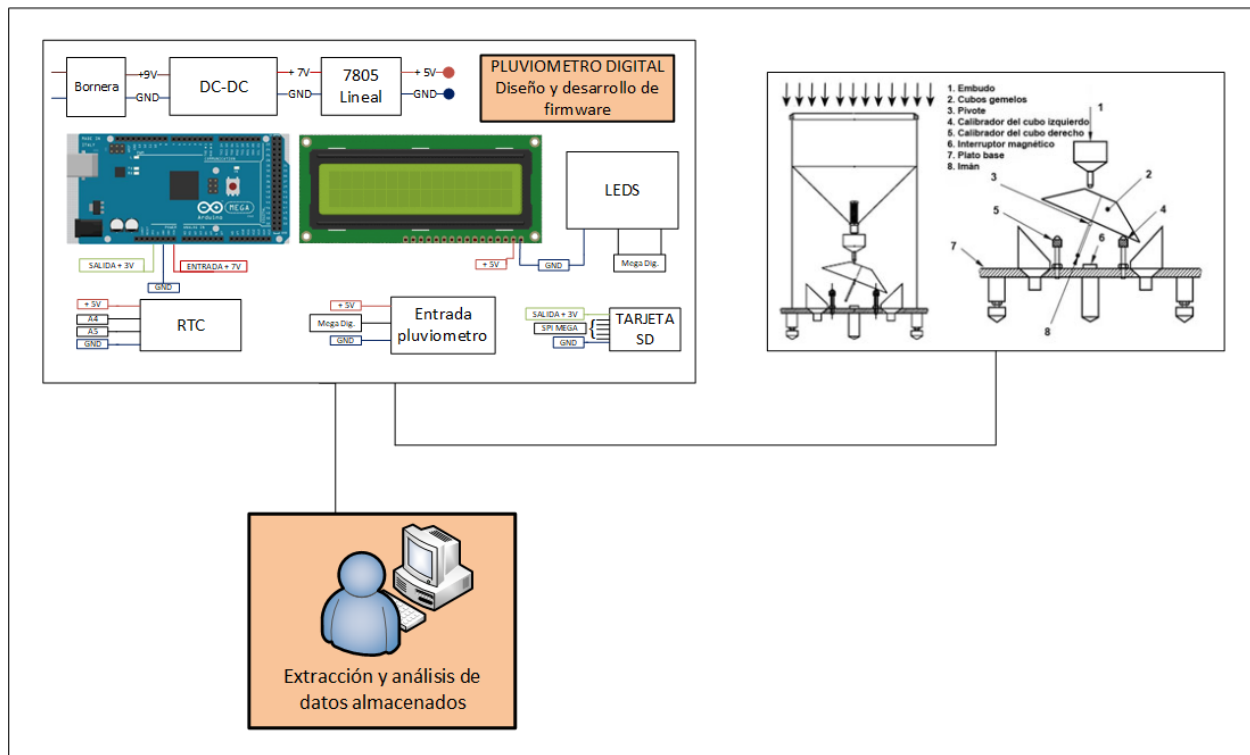 Bornera
+9V
GND
DC-DC
+ 7V
GND
7805
Lineal
+ 5V
GND
PLUVIOMETRO DIGITAL
Diseño y desarrollo de
firmware
ARDUINO
MEGA
SALIDA + 3V
ENTRADA + 7V
GND
+ 5V
GND
LEDS
Mega Dig.
+ 5V
A4
A5
GND
RTC
+ 5V
Mega Dig.
GND
Entrada
pluviometro
SALIDA + 3V
SPI MEGA
GND
TARJETA
SD
1. Embudo
2. Cubos gemelos
3. Pivote
4. Calibrador del cubo izquierdo
5. Calibrador del cubo derecho
6. Interruptor magnético
7. Plato base
8. Imán
1
2
3
4
5
6
7
8
Extracción y análisis de
datos almacenados